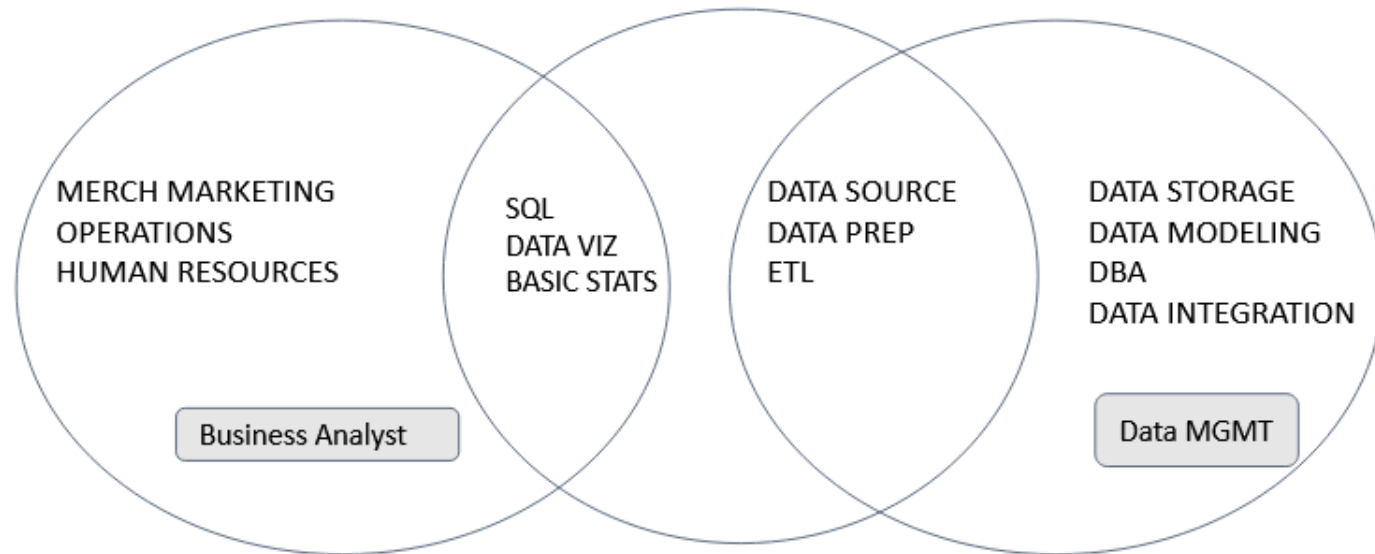 MERCH MARKETING
OPERATIONS
HUMAN RESOURCES
SQL
DATA VIZ
BASIC STATS
DATA SOURCE
DATA PREP
ETL
DATA STORAGE
DATA MODELING
DBA
DATA INTEGRATION
Business Analyst
Data MGMT